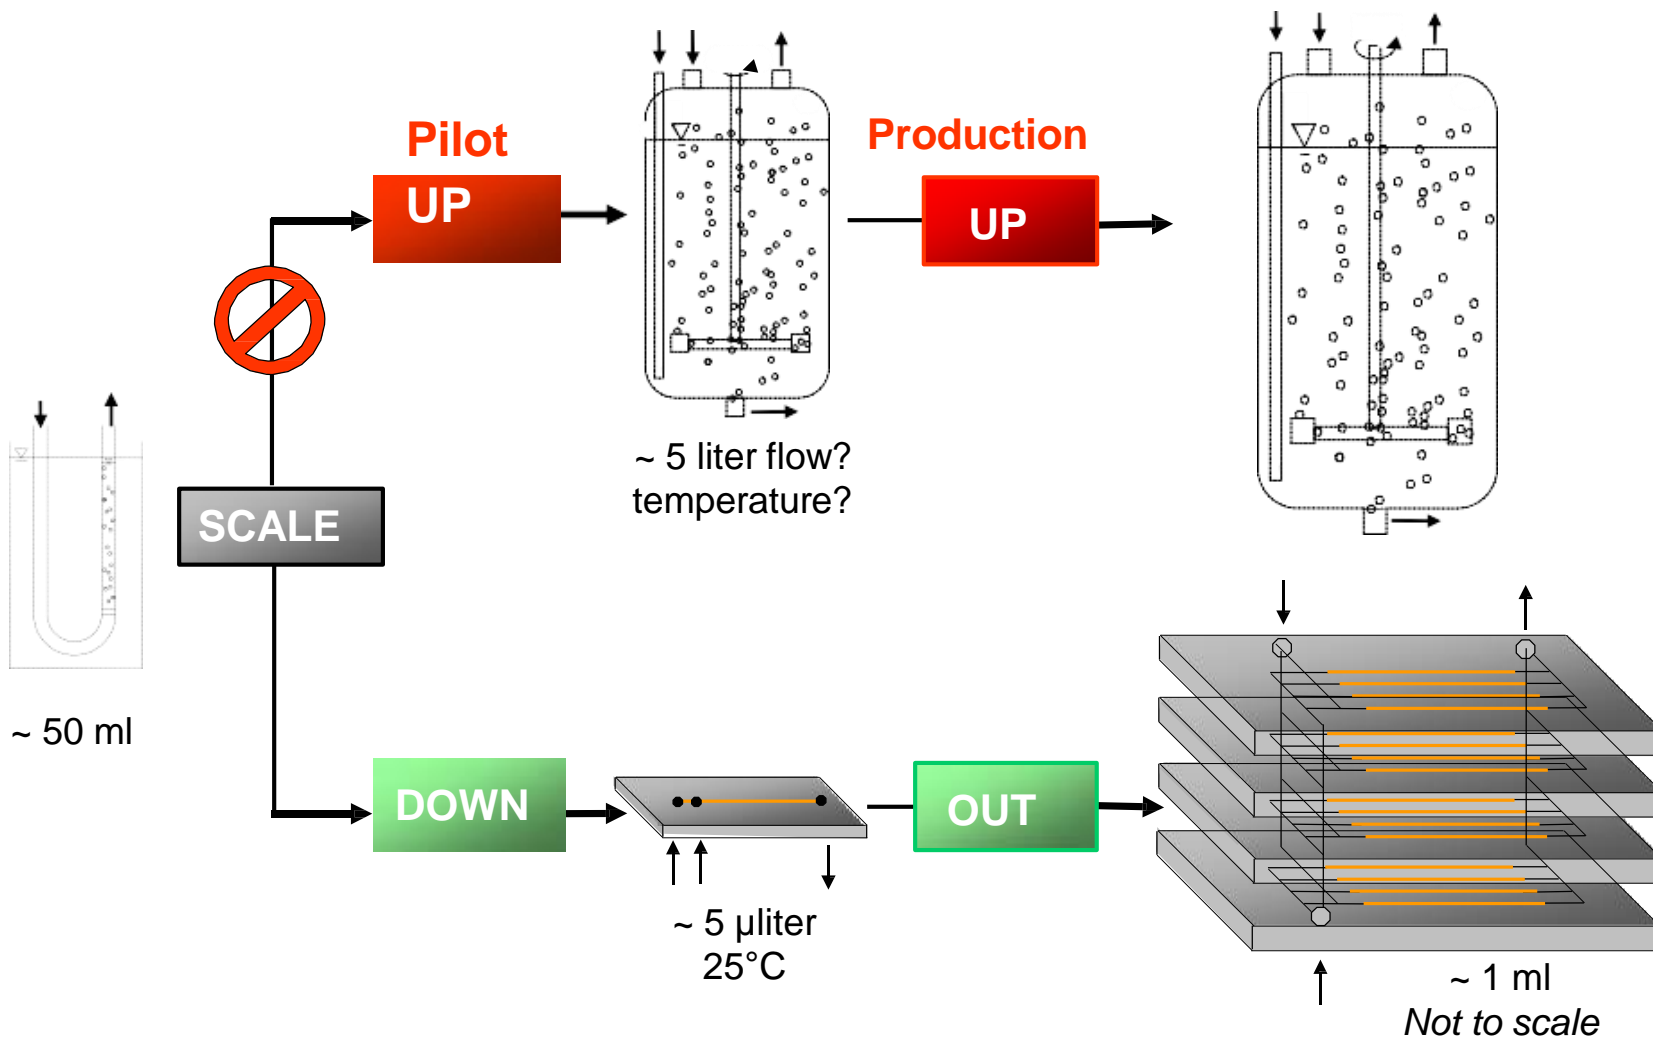 Pilot
UP
Production
UP
~ 5 liter flow?
temperature?
SCALE
~ 50 ml
DOWN
OUT
~ 5 µliter
25°C
~ 1 ml
Not to scale